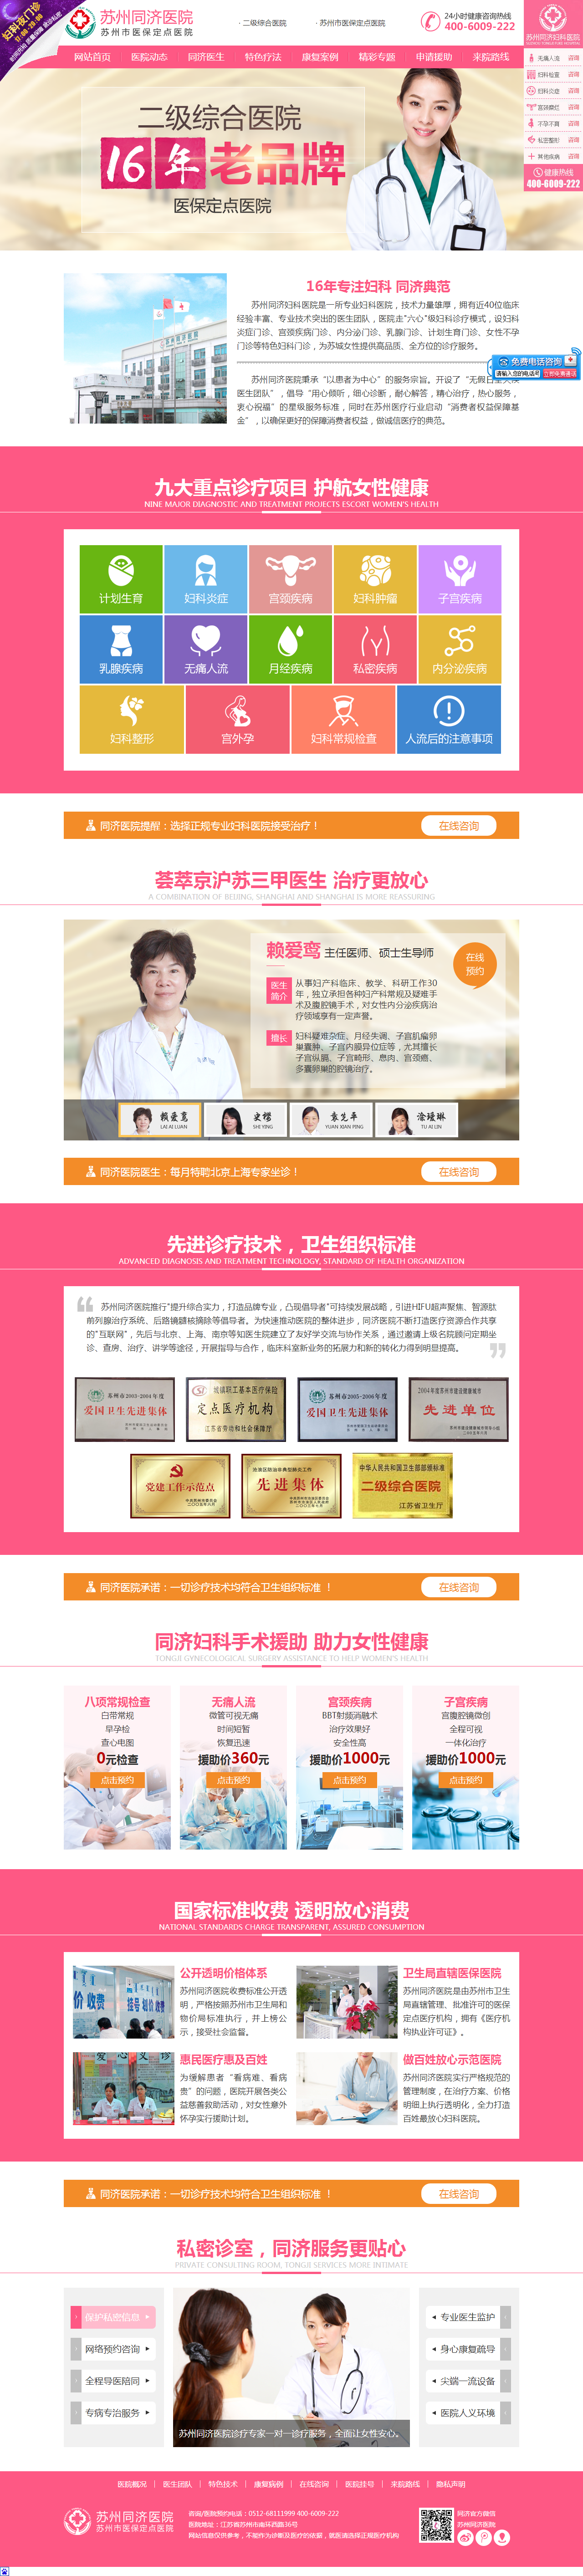 妇科夜门诊
17:00-20:00
苏州同济医院
苏州市医保定点医院
· 二级综合医院
· 苏州市医保定点医院
24小时健康咨询热线
400-6009-222
苏州同济妇科医院
无痛人流 咨询
妇科检查 咨询
妇科炎症 咨询
宫颈糜烂 咨询
不孕不育 咨询
私密整形 咨询
其他疾病 咨询
健康热线
400-6009-222
网站首页 医院动态 同济医生 特色疗法 康复案例 精彩专题 申请援助 来院路线
二级综合医院
16年老品牌
医保定点医院
16年专注妇科 同济典范
苏州同济妇科医院是一所专业妇科医院，技术力量雄厚，拥有近40位临床
经验丰富、专业技术突出的医生团队，医院走“六心”级妇科诊疗模式，设妇科
炎症门诊、宫颈疾病门诊、内分泌门诊、乳腺门诊、计划生育门诊、女性不孕
门诊等特色妇科门诊，为苏城女性提供高品质、全方位的诊疗服务。
免费电话咨询
请输入您的电话号
立即免费通话
苏州同济医院秉承“以患者为中心”的服务宗旨。开设了“无假日
医生团队”，倡导“用心倾听，细心诊断，耐心解答，精心治疗，热心服务，
衷心祝福”的星级服务标准，同时在苏州医疗行业启动“消费者权益保障基
金”，以确保更好的保障消费者权益，做诚信医疗的典范。
九大重点诊疗项目 护航女性健康
NINE MAJOR DIAGNOSTIC AND TREATMENT PROJECTS ESCORT WOMEN'S HEALTH
计划生育 妇科炎症 宫颈疾病 妇科肿瘤 子宫疾病
乳腺疾病 无痛人流 月经疾病 私密疾病 内分泌疾病
妇科整形 宫外孕 妇科常规检查 人流后的注意事项
同济医院提醒：选择正规专业妇科医院接受治疗！ 在线咨询
荟萃京沪苏三甲医生 治疗更放心
A COMBINATION OF BEIJING, SHANGHAI AND SHANGHAI IS MORE REASSURING
赖爱鸾 主任医师、硕士生导师
在线
预约
医生
简介
从事妇产科临床、教学、科研工作30
年，独立承担各种妇产科常规及疑难手
术及腹腔镜手术，对女性内分泌疾病治
疗领域享有一定声誉。
擅长
妇科疑难杂症、月经失调、子宫肌瘤卵
巢囊肿、子宫内膜异位症等，尤其擅长
子宫纵膈、子宫畸形、息肉、宫颈癌、
多囊卵巢的腔镜治疗。
赖爱鸾
LAI AI LUAN
史樱
SHI YING
袁先平
YUAN XIAN PING
涂瑷琳
TU AI LIN
同济医院医生：每月特聘北京上海专家坐诊！ 在线咨询
先进诊疗技术，卫生组织标准
ADVANCED DIAGNOSIS AND TREATMENT TECHNOLOGY, STANDARD OF HEALTH ORGANIZATION
苏州同济医院推行“提升综合实力，打造品牌专业，凸现倡导者”可持续发展战略，引进HIFU超声聚焦、智源肽
前列腺治疗系统、后路镜髓核摘除等倡导者。为快速推动医院的整体进步，同济医院不断打造医疗资源合作共享
的“互联网”，先后与北京、上海、南京等知医生院建立了友好学交流与协作关系，通过邀请上级名院顾问定期坐
诊、查房、治疗、讲学等途径，开展指导与合作，临床科室新业务的拓展力和新的转化力得到明显提高。
苏州市2003-2004年度
爱国卫生先进集体
城镇职工基本医疗保险
定点医疗机构
江苏省劳动和社会保障厅
苏州市2005-2006年度
爱国卫生先进集体
先进单位
党建工作示范点
先进集体
中华人民共和国卫生部部颁标准
二级综合医院
江苏省卫生厅
同济医院承诺：一切诊疗技术均符合卫生组织标准 ！ 在线咨询
同济妇科手术援助 助力女性健康
TONGJI GYNECOLOGICAL SURGERY ASSISTANCE TO HELP WOMEN'S HEALTH
八项常规检查
白带常规
早孕检
查心电图
0元检查
点击预约
无痛人流
微管可视无痛
时间短暂
恢复迅速
援助价360元
点击预约
宫颈疾病
BBT射频消融术
治疗效果好
安全性高
援助价1000元
点击预约
子宫疾病
宫腹腔镜微创
全程可视
一体化治疗
援助价1000元
点击预约
国家标准收费 透明放心消费
NATIONAL STANDARDS CHARGE TRANSPARENT, ASSURED CONSUMPTION
价 收费
挂号 划价 收费
公开透明价格体系
苏州同济医院收费标准公开透
明，严格按照苏州市卫生局和
物价局标准执行，并上榜公
示，接受社会监督。
卫生局直辖医保医院
苏州同济医院是由苏州市卫生
局直辖管理、批准许可的医保
定点医疗机构，拥有《医疗机
构执业许可证》。
爱 心 义 诊
惠民医疗惠及百姓
为缓解患者“看病难、看病
贵”的问题，医院开展各类公
益慈善救助活动，对女性意外
怀孕实行援助计划。
做百姓放心示范医院
苏州同济医院实行严格规范的
管理制度，在治疗方案、价格
明细上执行透明化，全力打造
百姓最放心妇科医院。
同济医院承诺：一切诊疗技术均符合卫生组织标准 ！ 在线咨询
私密诊室，同济服务更贴心
PRIVATE CONSULTING ROOM, TONGJI SERVICES MORE INTIMATE
保护私密信息
网络预约咨询
全程导医陪同
专病专治服务
苏州同济医院诊疗专家一对一诊疗服务，全面让女性安心。
专业医生监护
身心康复疏导
尖端一流设备
医院人义环境
医院概况 医生团队 特色技术 康复病例 在线咨询 医院挂号 来院路线 隐私声明
苏州同济医院
苏州市医保定点医院
咨询/医院预约电话：0512-68111999 400-6009-222
医院地址：江苏省苏州市南环西路36号
网站信息仅供参考，不能作为诊断及医疗的依据，就医请选择正规医疗机构
同济官方微信
苏州同济医院